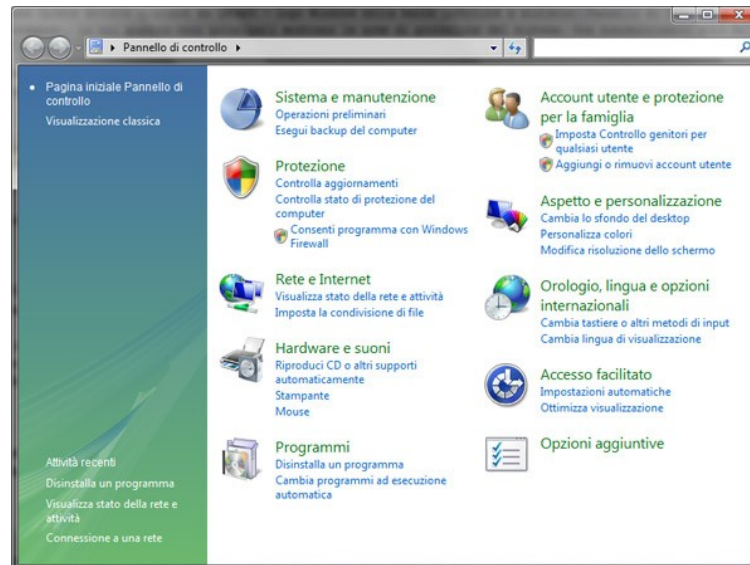 Pannello di controllo
Pagina iniziale Pannello di
controllo
Visualizzazione classica
Sistema e manutenzione
Operazioni preliminari
Esegui backup del computer
Protezione
Controlla aggiornamenti
Controlla stato di protezione del
computer
Consenti programma con Windows
Firewall
Rete e Internet
Visualizza stato della rete e attività
Imposta la condivisione di file
Hardware e suoni
Riproduci CD o altri supporti
automaticamente
Stampante
Mouse
Programmi
Disinstalla un programma
Cambia programmi ad esecuzione
automatica
Account utente e protezione
per la famiglia
Imposta Controllo genitori per
qualsiasi utente
Aggiungi o rimuovi account utente
Aspetto e personalizzazione
Cambia lo sfondo del desktop
Personalizza colori
Modifica risoluzione dello schermo
Orologio, lingua e opzioni
internazionali
Cambia tastiere o altri metodi di input
Cambia lingua di visualizzazione
Accesso facilitato
Impostazioni automatiche
Ottimizza visualizzazione
Opzioni aggiuntive
Attività recenti
Disinstalla un programma
Visualizza stato della rete e
attività
Connessione a una rete